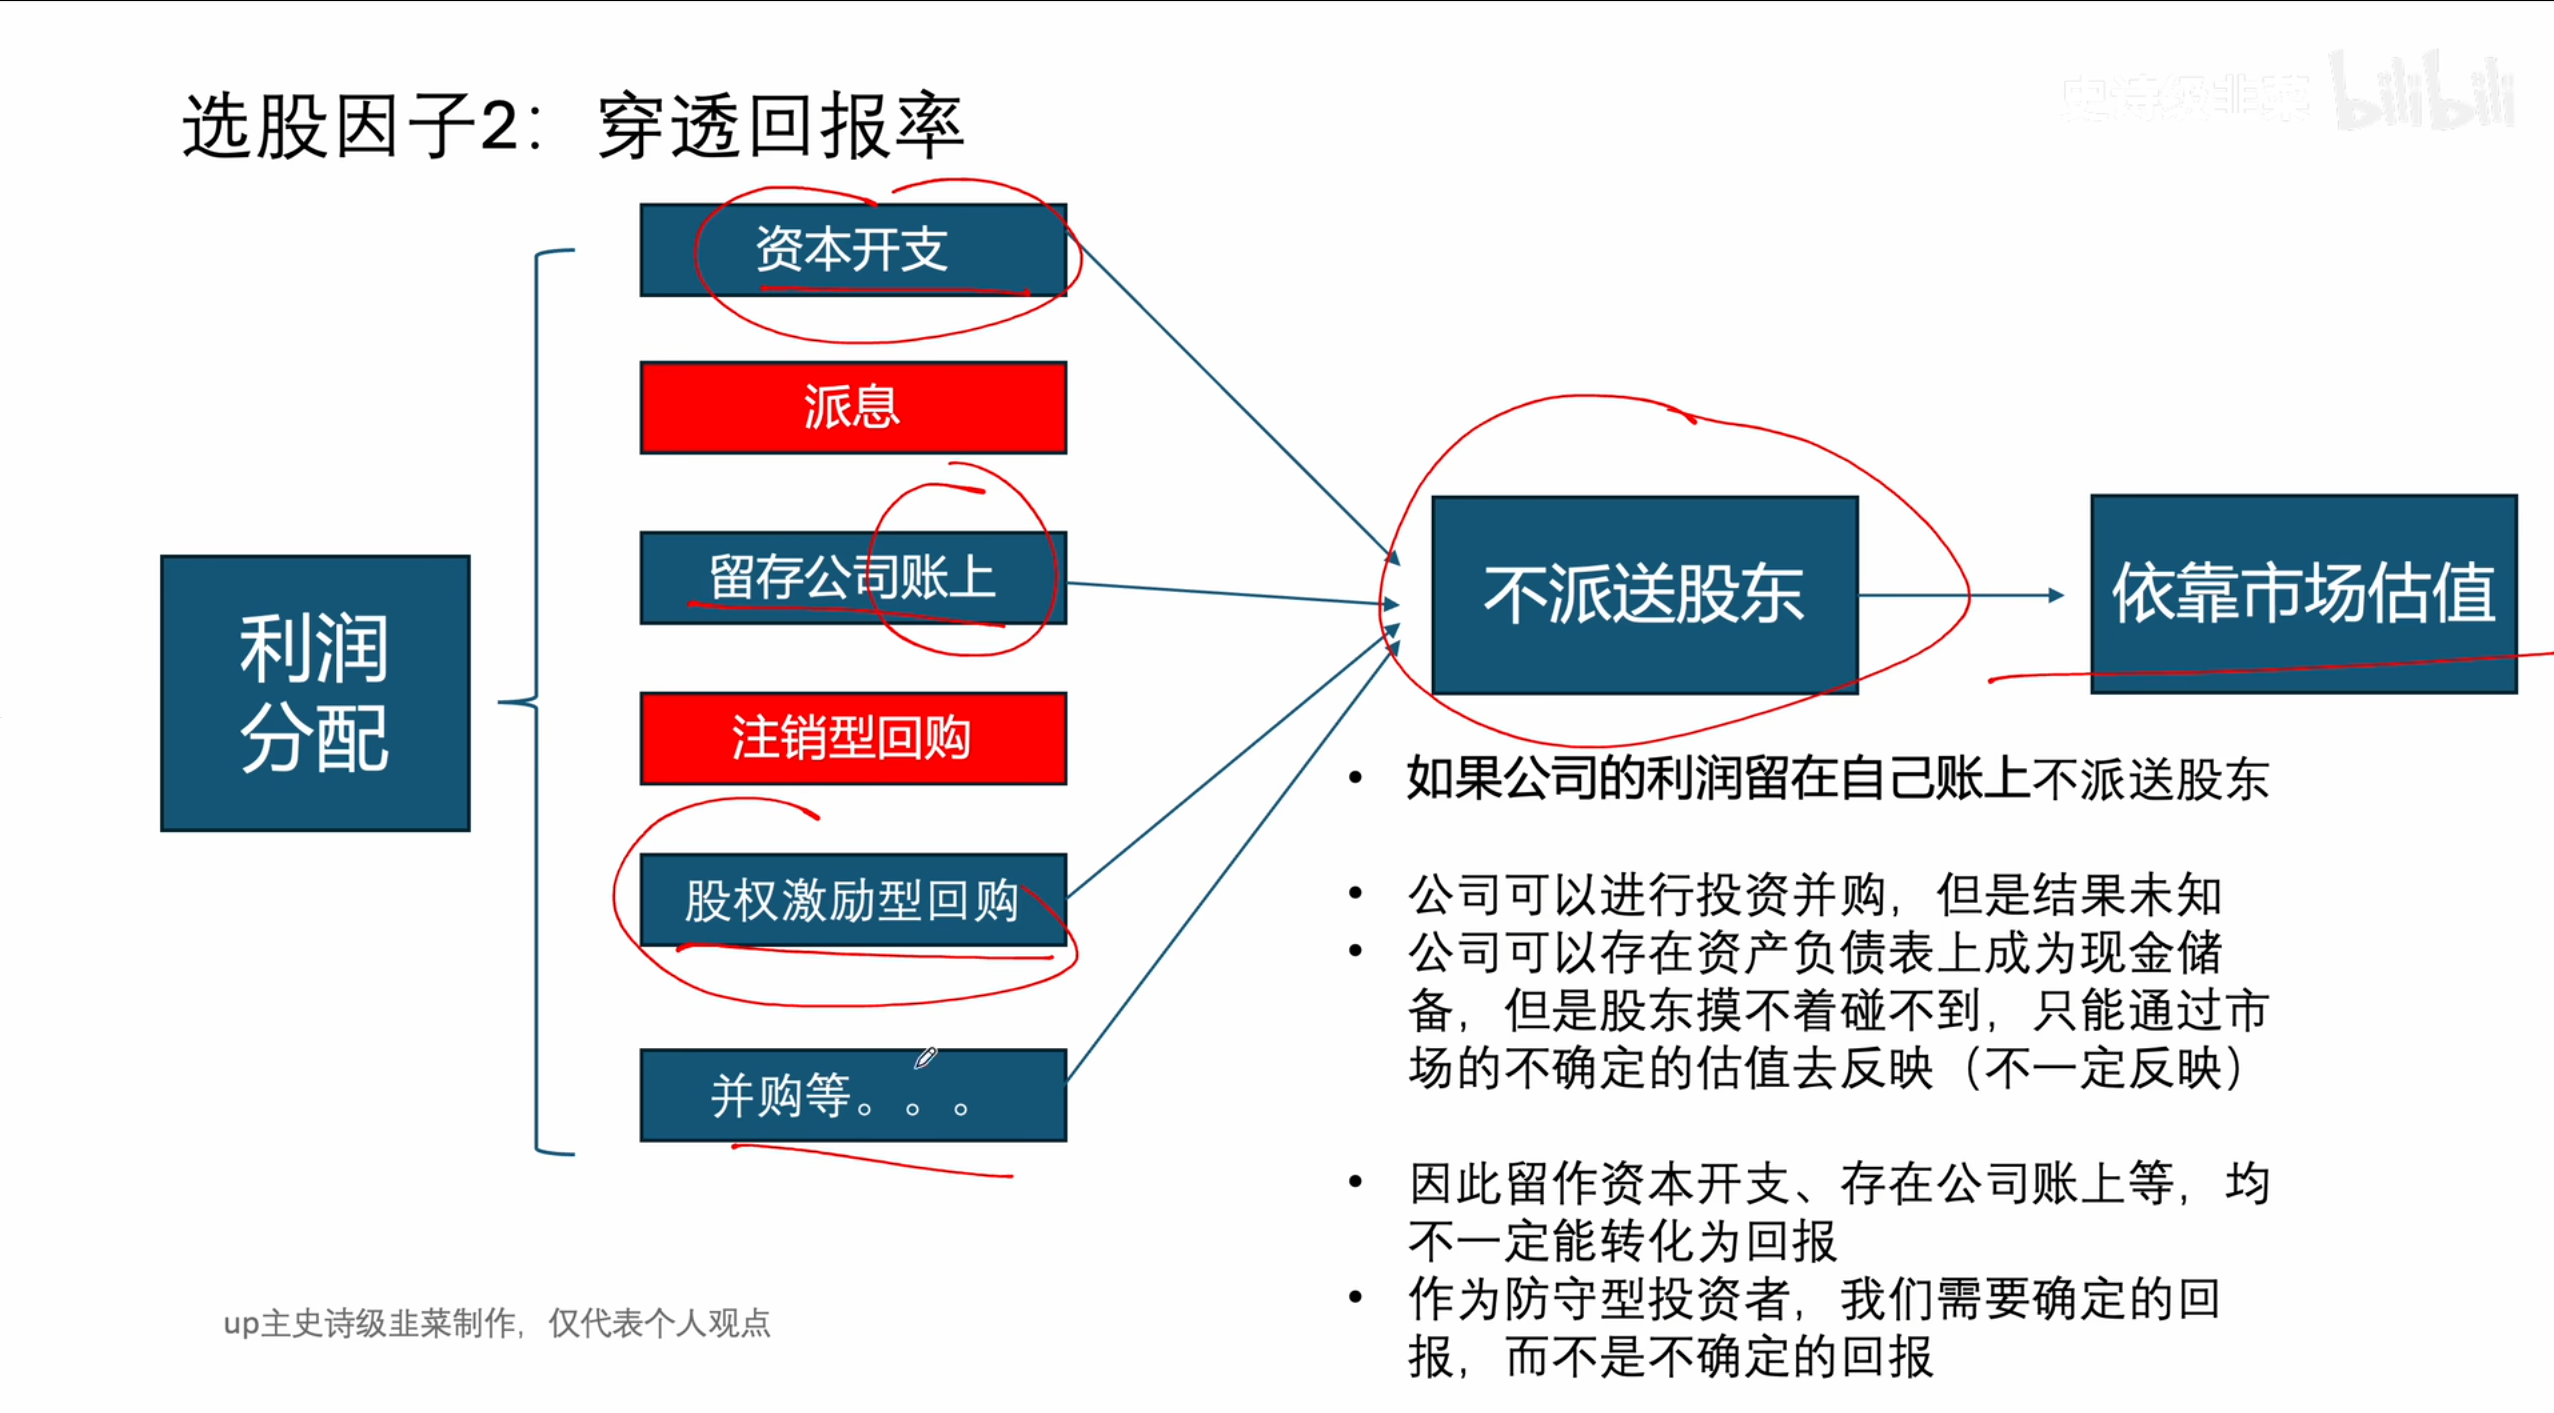 史诗级韭菜 bilibili
选股因子2：穿透回报率
利润
分配
资本开支
派息
留存公司账上
注销型回购
股权激励型回购
并购等。。。
不派送股东
依靠市场估值
• 如果公司的利润留在自己账上不派送股东
• 公司可以进行投资并购，但是结果未知
• 公司可以存在资产负债表上成为现金储
备，但是股东摸不着碰不到，只能通过市
场的不确定的估值去反映（不一定反映）
• 因此留作资本开支、存在公司账上等，均
不一定能转化为回报
• 作为防守型投资者，我们需要确定的回
报，而不是不确定的回报
up主史诗级韭菜制作，仅代表个人观点